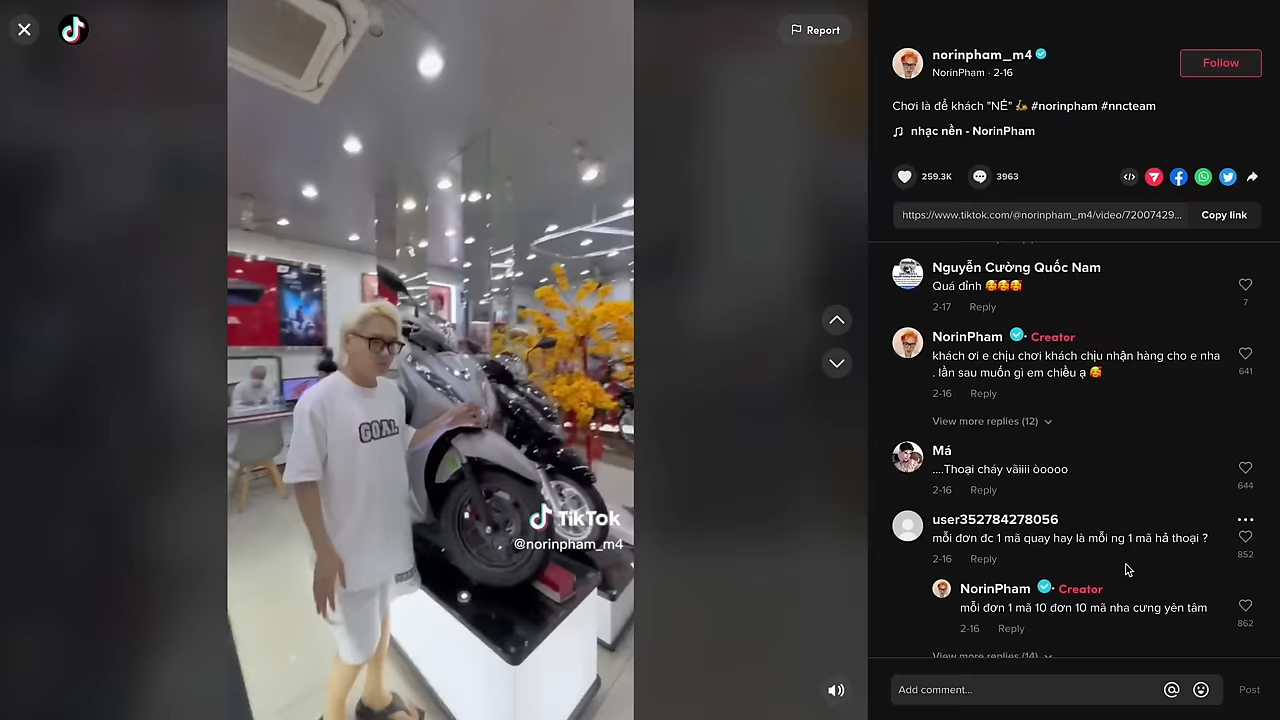 Report
norinpham_m4
NorinPham · 2-16
Follow
Chơi là để khách "NỂ" 🛵 #norinpham #nncteam
nhạc nền - NorinPham
259.3K
3963
https://www.tiktok.com/@norinpham_m4/video/72007429...
Copy link
Nguyễn Cường Quốc Nam
Quá đỉnh 🥰🥰🥰
7
2-17 Reply
NorinPham · Creator
khách ơi e chịu chơi khách chịu nhận hàng cho e nha
. lần sau muốn gì em chiều ạ 🥰
641
2-16 Reply
View more replies (12)
Má
....Thoại cháy vãiiii òoooo
644
2-16 Reply
user352784278056
mỗi đơn đc 1 mã quay hay là mỗi ng 1 mã hả thoại ?
852
2-16 Reply
NorinPham · Creator
mỗi đơn 1 mã 10 đơn 10 mã nha cưng yên tâm
862
2-16 Reply
View more replies (14)
Add comment...
Post
GOAL
TikTok
@norinpham_m4